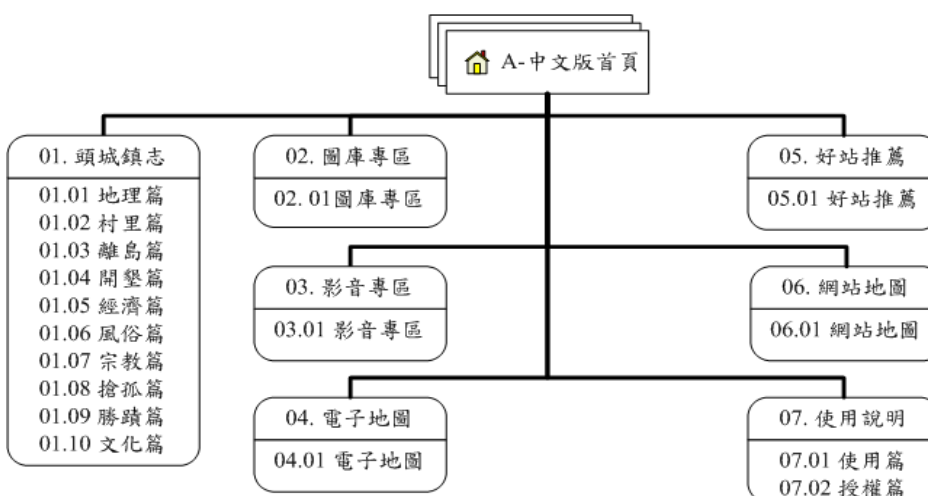 A-中文版首頁
01. 頭城鎮志
01.01 地理篇
01.02 村里篇
01.03 離島篇
01.04 開墾篇
01.05 經濟篇
01.06 風俗篇
01.07 宗教篇
01.08 搶孤篇
01.09 勝蹟篇
01.10 文化篇
02. 圖庫專區
02. 01圖庫專區
03. 影音專區
03.01 影音專區
04. 電子地圖
04.01 電子地圖
05. 好站推薦
05.01 好站推薦
06. 網站地圖
06.01 網站地圖
07. 使用說明
07.01 使用篇
07.02 授權篇